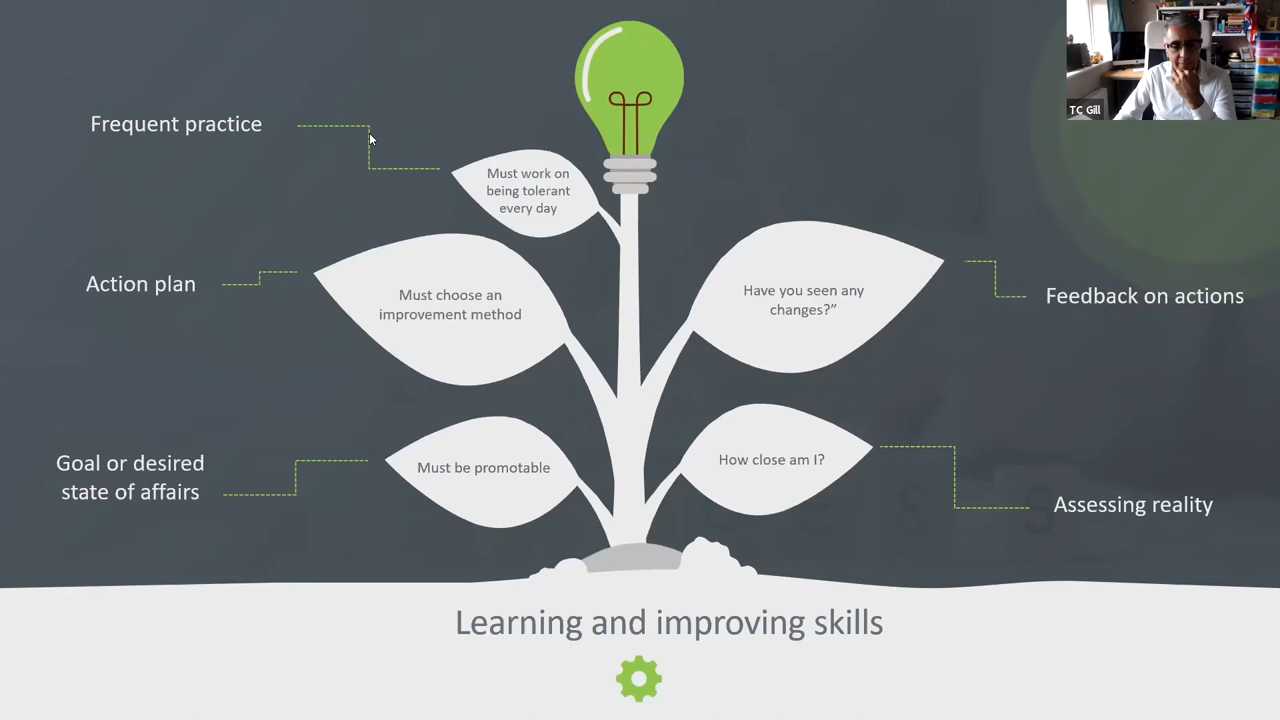 TC Gill
Frequent practice
Must work on
being tolerant
every day
Action plan
Must choose an
improvement method
Have you seen any
changes?”
Feedback on actions
Goal or desired
state of affairs
Must be promotable
How close am I?
Assessing reality
Learning and improving skills